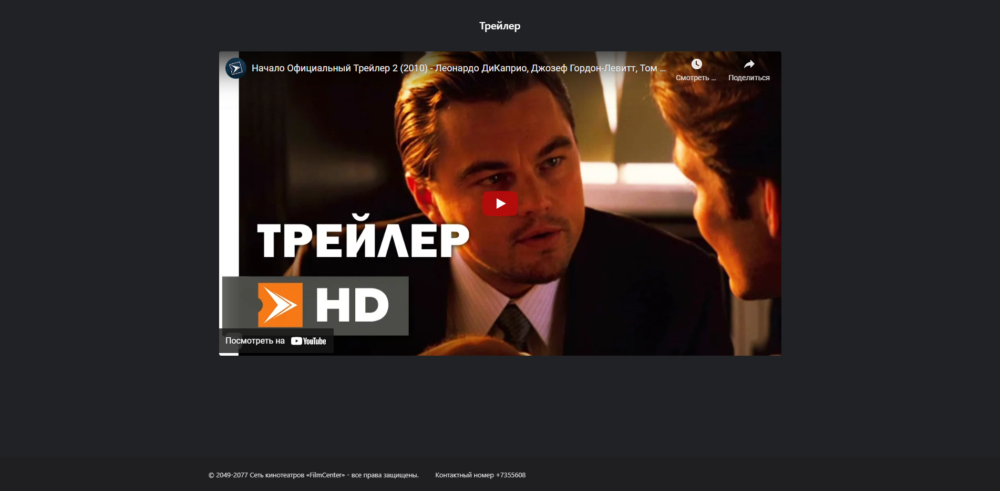 Трейлер
Начало Официальный Трейлер 2 (2010) - Леонардо ДиКаприо, Джозеф Гордон-Левитт, Том ...
Смотреть ...
Поделиться
ТРЕЙЛЕР
HD
Посмотреть на YouTube
© 2049-2077 Сеть кинотеатров «FilmCenter» - все права защищены.
Контактный номер +7355608